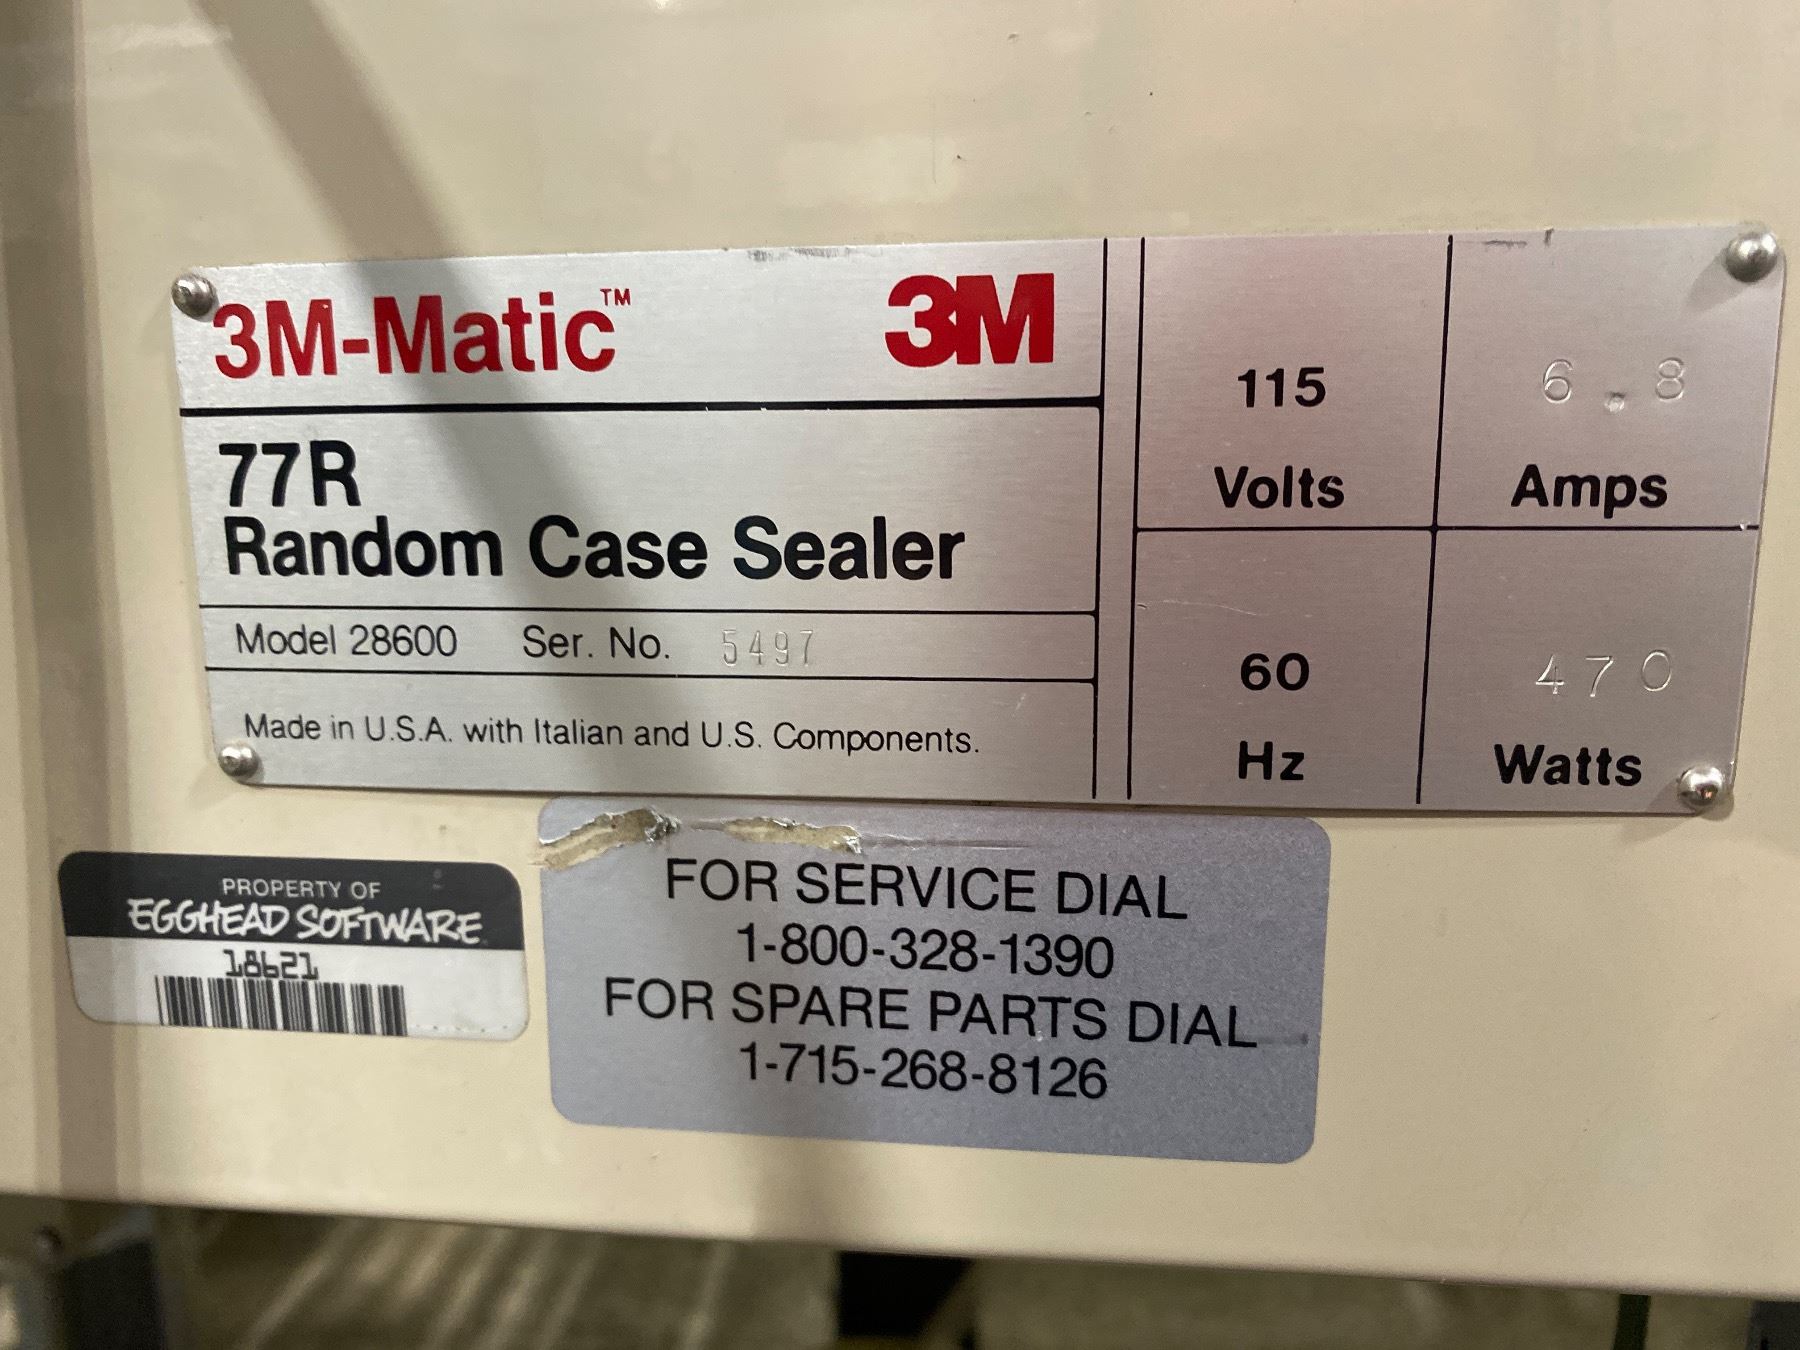 3M-Matic™
3M
77R
Random Case Sealer
Model 28600 Ser. No. 5497
Made in U.S.A. with Italian and U.S. Components.
115
Volts
6.8
Amps
60
Hz
470
Watts
PROPERTY OF
EGGHEAD SOFTWARE
18621
FOR SERVICE DIAL
1-800-328-1390
FOR SPARE PARTS DIAL
1-715-268-8126